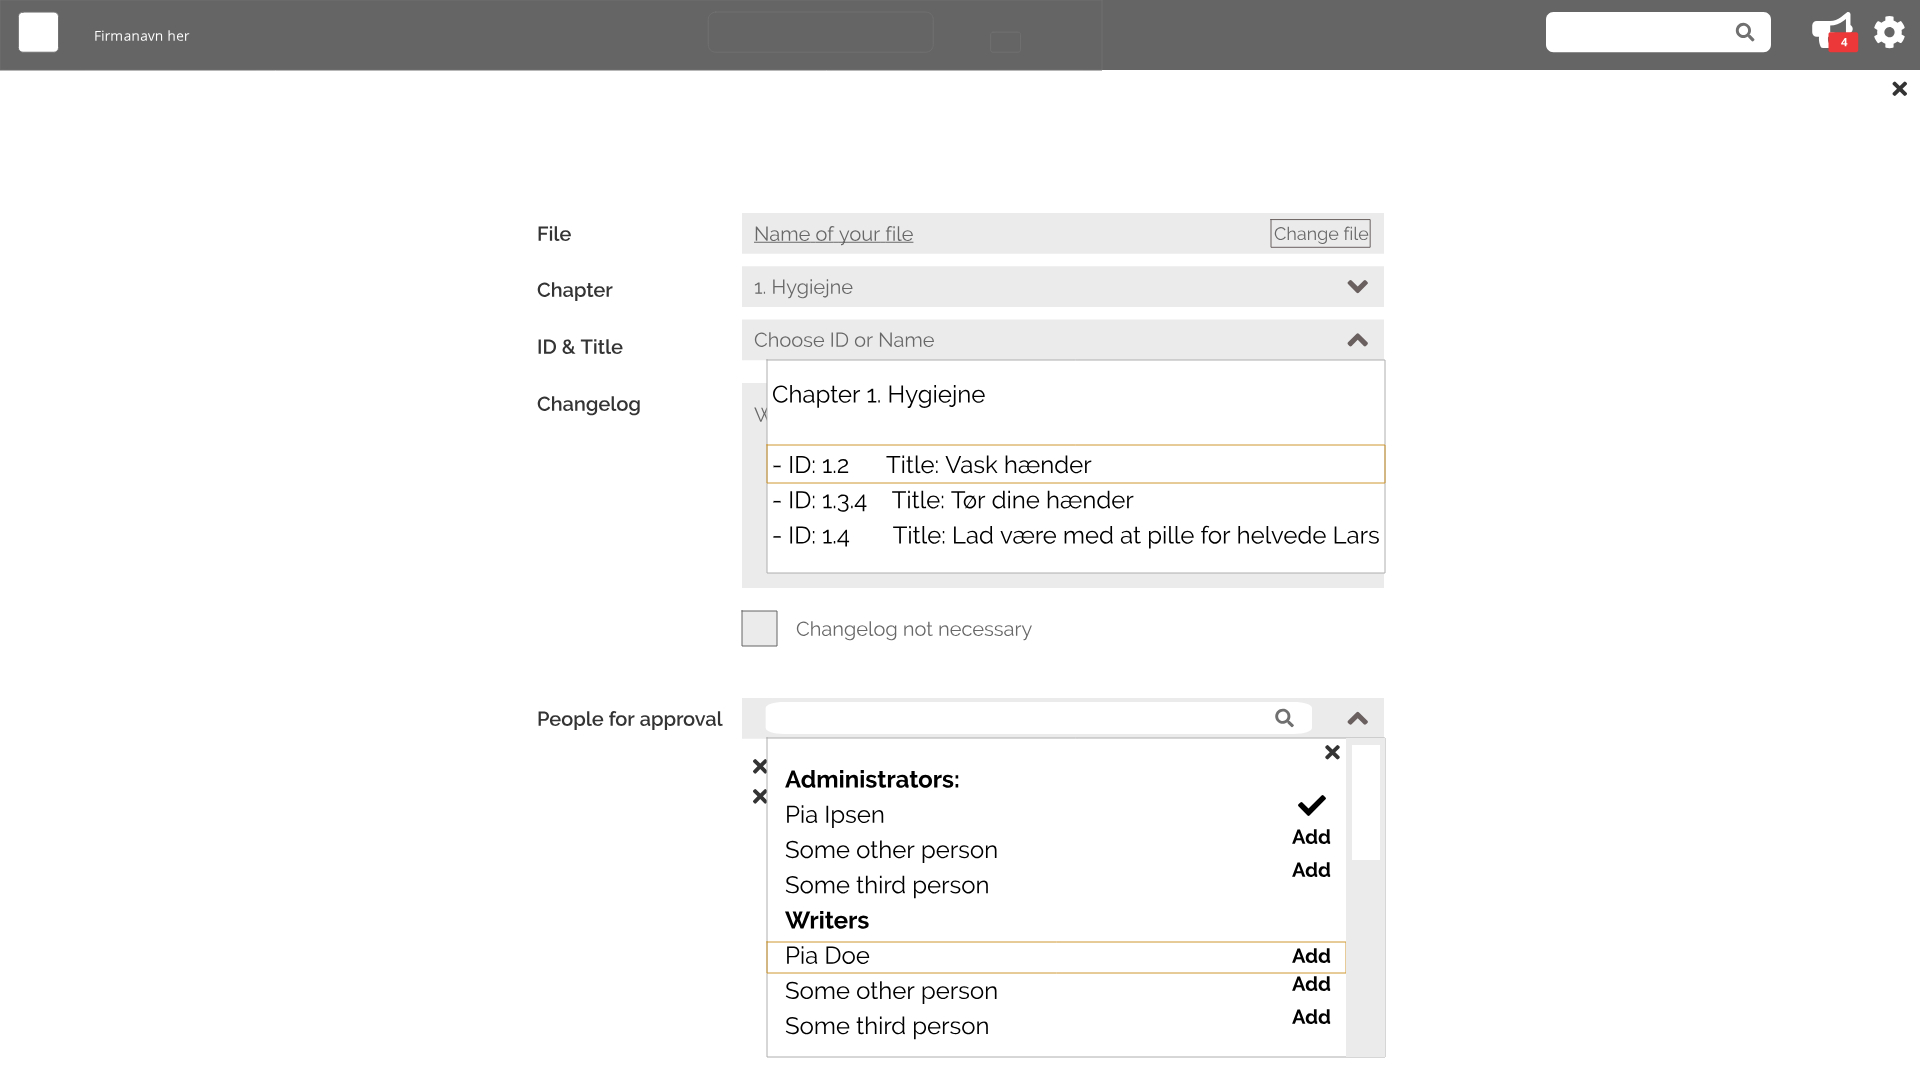 Firmanavn her
4
File
Name of your file
Change file
Chapter
1. Hygiejne
ID & Title
Choose ID or Name
Chapter 1. Hygiejne
Changelog
W
- ID: 1.2 Title: Vask hænder
- ID: 1.3.4 Title: Tør dine hænder
- ID: 1.4 Title: Lad være med at pille for helvede Lars
Changelog not necessary
People for approval
Administrators:
Pia Ipsen
Some other person Add
Some third person Add
Writers
Pia Doe Add
Some other person Add
Some third person Add